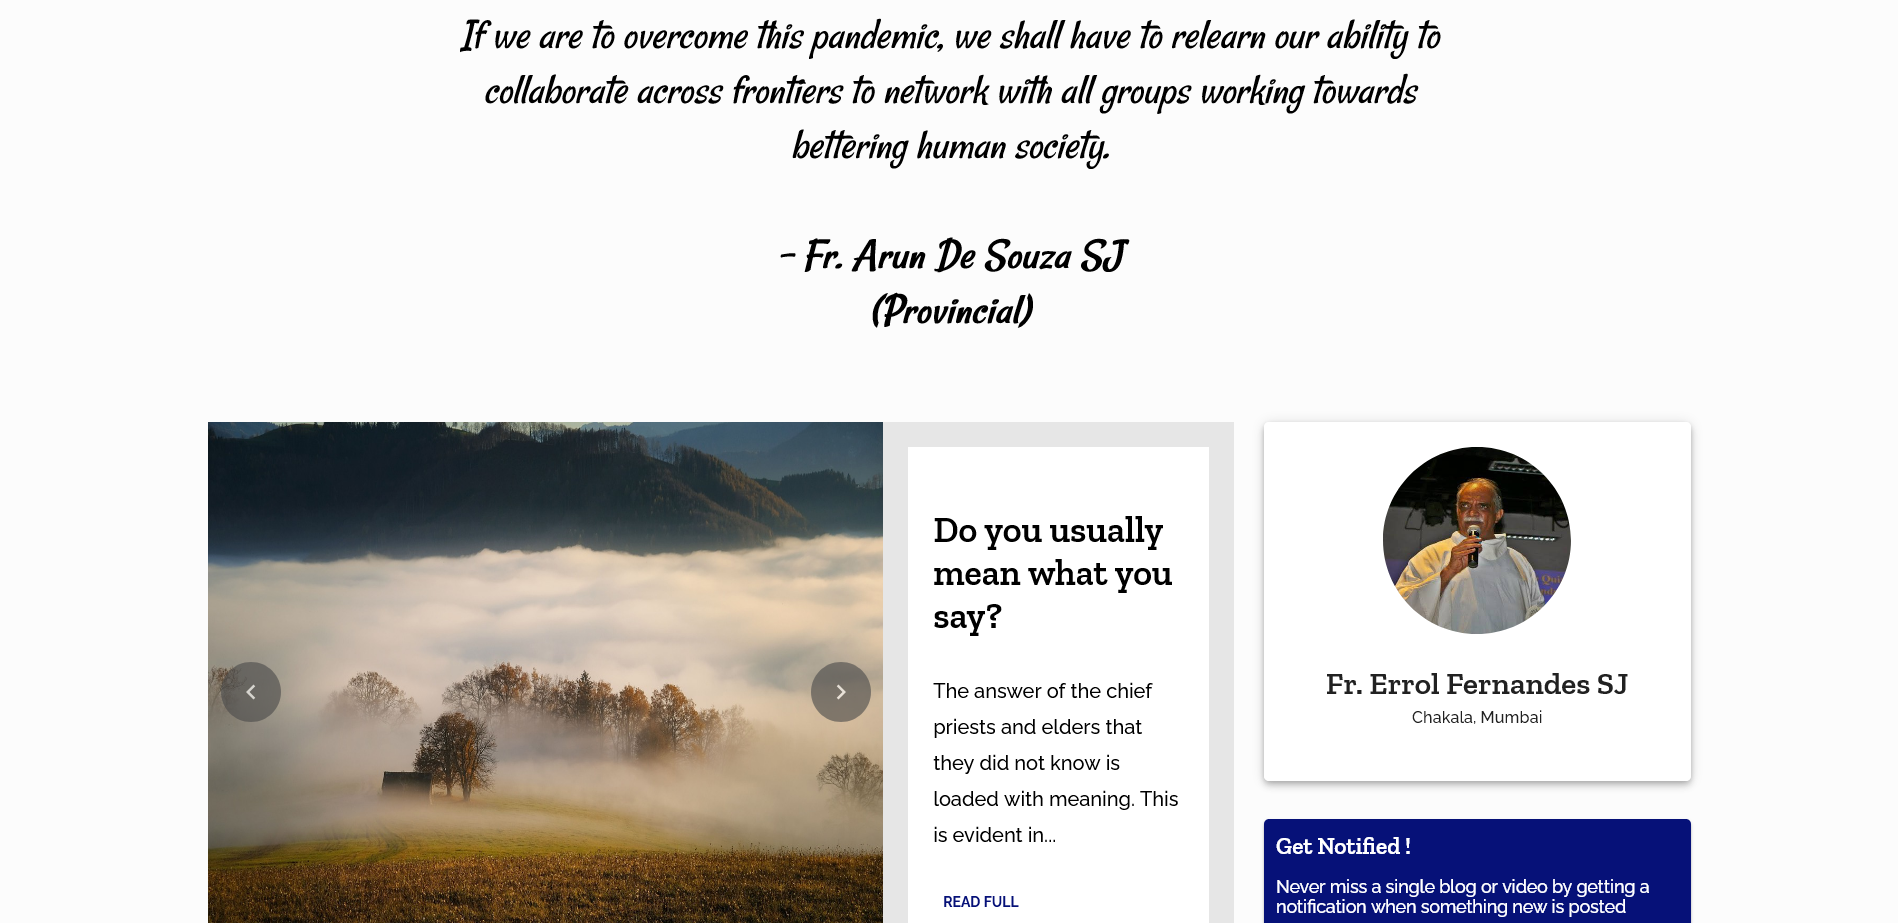 If we are to overcome this pandemic, we shall have to relearn our ability to
collaborate across frontiers to network with all groups working towards
bettering human society.
- Fr. Arun De Souza SJ
(Provincial)
Do you usually
mean what you
say?
The answer of the chief
priests and elders that
they did not know is
loaded with meaning. This
is evident in...
READ FULL
Fr. Errol Fernandes SJ
Chakala, Mumbai
Get Notified !
Never miss a single blog or video by getting a
notification when something new is posted